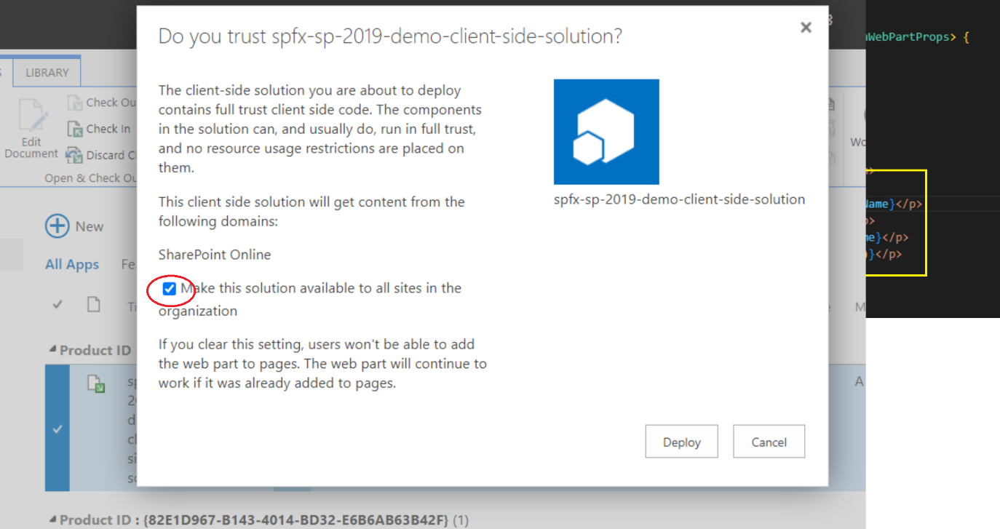 Do you trust spfx-sp-2019-demo-client-side-solution?
The client-side solution you are about to deploy
contains full trust client side code. The components
in the solution can, and usually do, run in full trust,
and no resource usage restrictions are placed on
them.
This client side solution will get content from the
following domains:
SharePoint Online
Make this solution available to all sites in the
organization
If you clear this setting, users won't be able to add
the web part to pages. The web part will continue to
work if it was already added to pages.
spfx-sp-2019-demo-client-side-solution
Deploy
Cancel
LIBRARY
Edit
Document
Check Ou
Check In
Discard C
Open & Check Ou
New
All Apps
Fe
Product ID
Product ID : {82E1D967-B143-4014-BD32-E6B6AB63B42F} (1)
WebPartProps> {
Name}</p>
p>
me}</p>
)}</p>